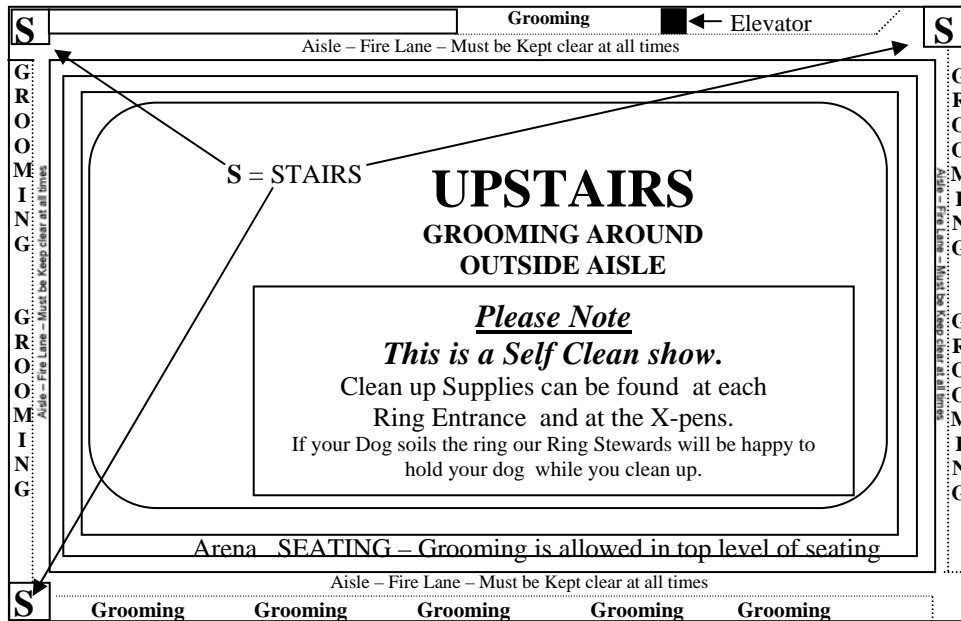 S
Grooming
Elevator
S
Aisle – Fire Lane – Must be Kept clear at all times
GROOMING
GROOMING
Aisle – Fire Lane – Must be Keep clear at all times
S = STAIRS
UPSTAIRS
GROOMING AROUND
OUTSIDE AISLE
Please Note
This is a Self Clean show.
Clean up Supplies can be found at each
Ring Entrance and at the X-pens.
If your Dog soils the ring our Ring Stewards will be happy to
hold your dog while you clean up.
Aisle – Fire Lane – Must be Keep clear at all times
GROOMING
GROOMING
Arena SEATING – Grooming is allowed in top level of seating
Aisle – Fire Lane – Must be Kept clear at all times
S
Grooming Grooming Grooming Grooming Grooming